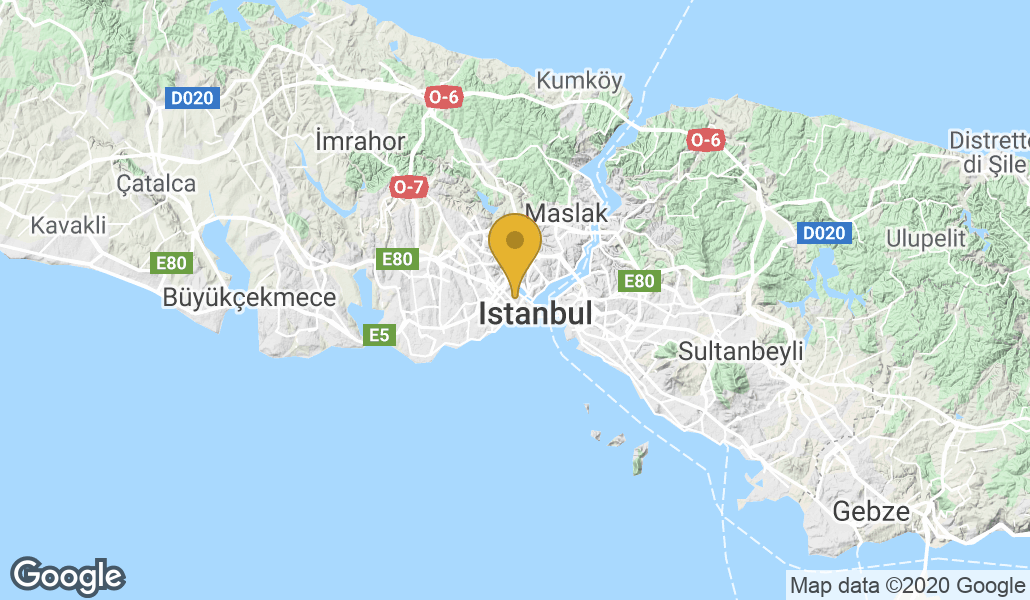 Kumköy
O-6
D020
İmrahor
O-6
Distretto
di Şile
Çatalca
O-7
Maslak
Kavakli
D020
Ulupelit
E80
E80
E80
Büyükçekmece
Istanbul
E5
Sultanbeyli
Gebze
Google
Map data ©2020 Google